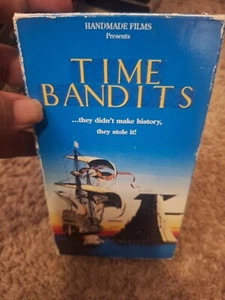 HANDMADE FILMS
Presents
TIME
BANDITS
...they didn't make history,
they stole it!